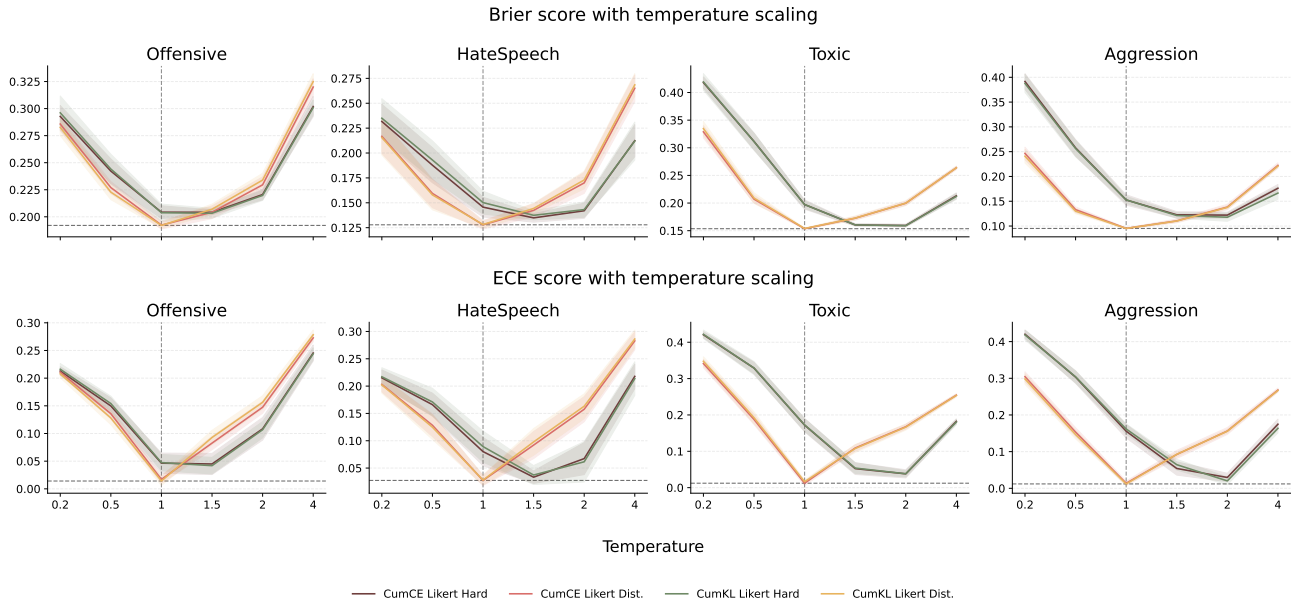 Brier score with temperature scaling
Offensive HateSpeech Toxic Aggression
0.325 0.300 0.275 0.250 0.225 0.200
0.275 0.250 0.225 0.200 0.175 0.150 0.125
0.40 0.35 0.30 0.25 0.20 0.15
0.40 0.35 0.30 0.25 0.20 0.15 0.10
ECE score with temperature scaling
Offensive HateSpeech Toxic Aggression
0.30 0.25 0.20 0.15 0.10 0.05 0.00
0.30 0.25 0.20 0.15 0.10 0.05
0.4 0.3 0.2 0.1 0.0
0.4 0.3 0.2 0.1 0.0
0.2 0.5 1 1.5 2 4 0.2 0.5 1 1.5 2 4 0.2 0.5 1 1.5 2 4 0.2 0.5 1 1.5 2 4
Temperature
CumCE Likert Hard CumCE Likert Dist. CumKL Likert Hard CumKL Likert Dist.